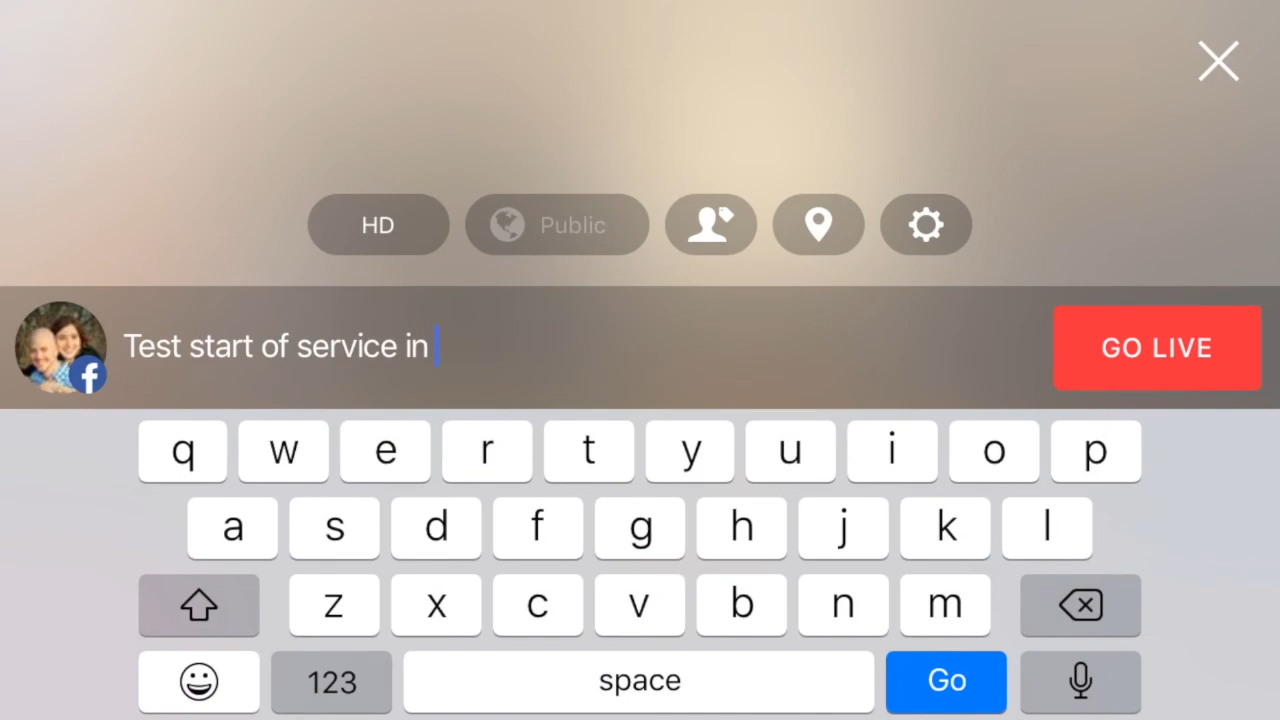 HD
Public
Test start of service in
GO LIVE
q w e r t y u i o p
a s d f g h j k l
z x c v b n m
123 space Go